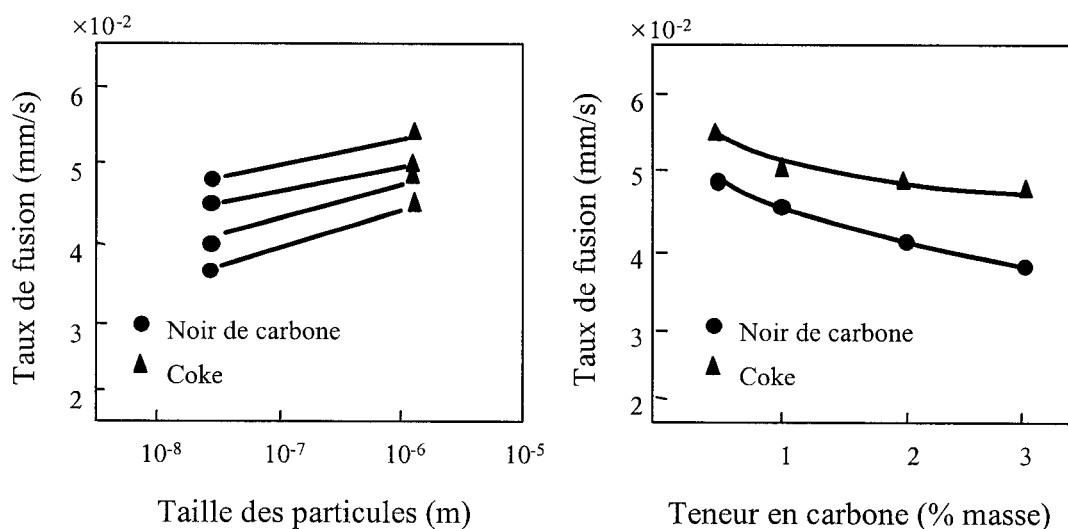 ×10-2
Taux de fusion (mm/s)
6
5
4
3
2
Noir de carbone
Coke
10-8
10-7
10-6
10-5
Taille des particules (m)
×10-2
Taux de fusion (mm/s)
6
5
4
3
2
Noir de carbone
Coke
1
2
3
Teneur en carbone (% masse)